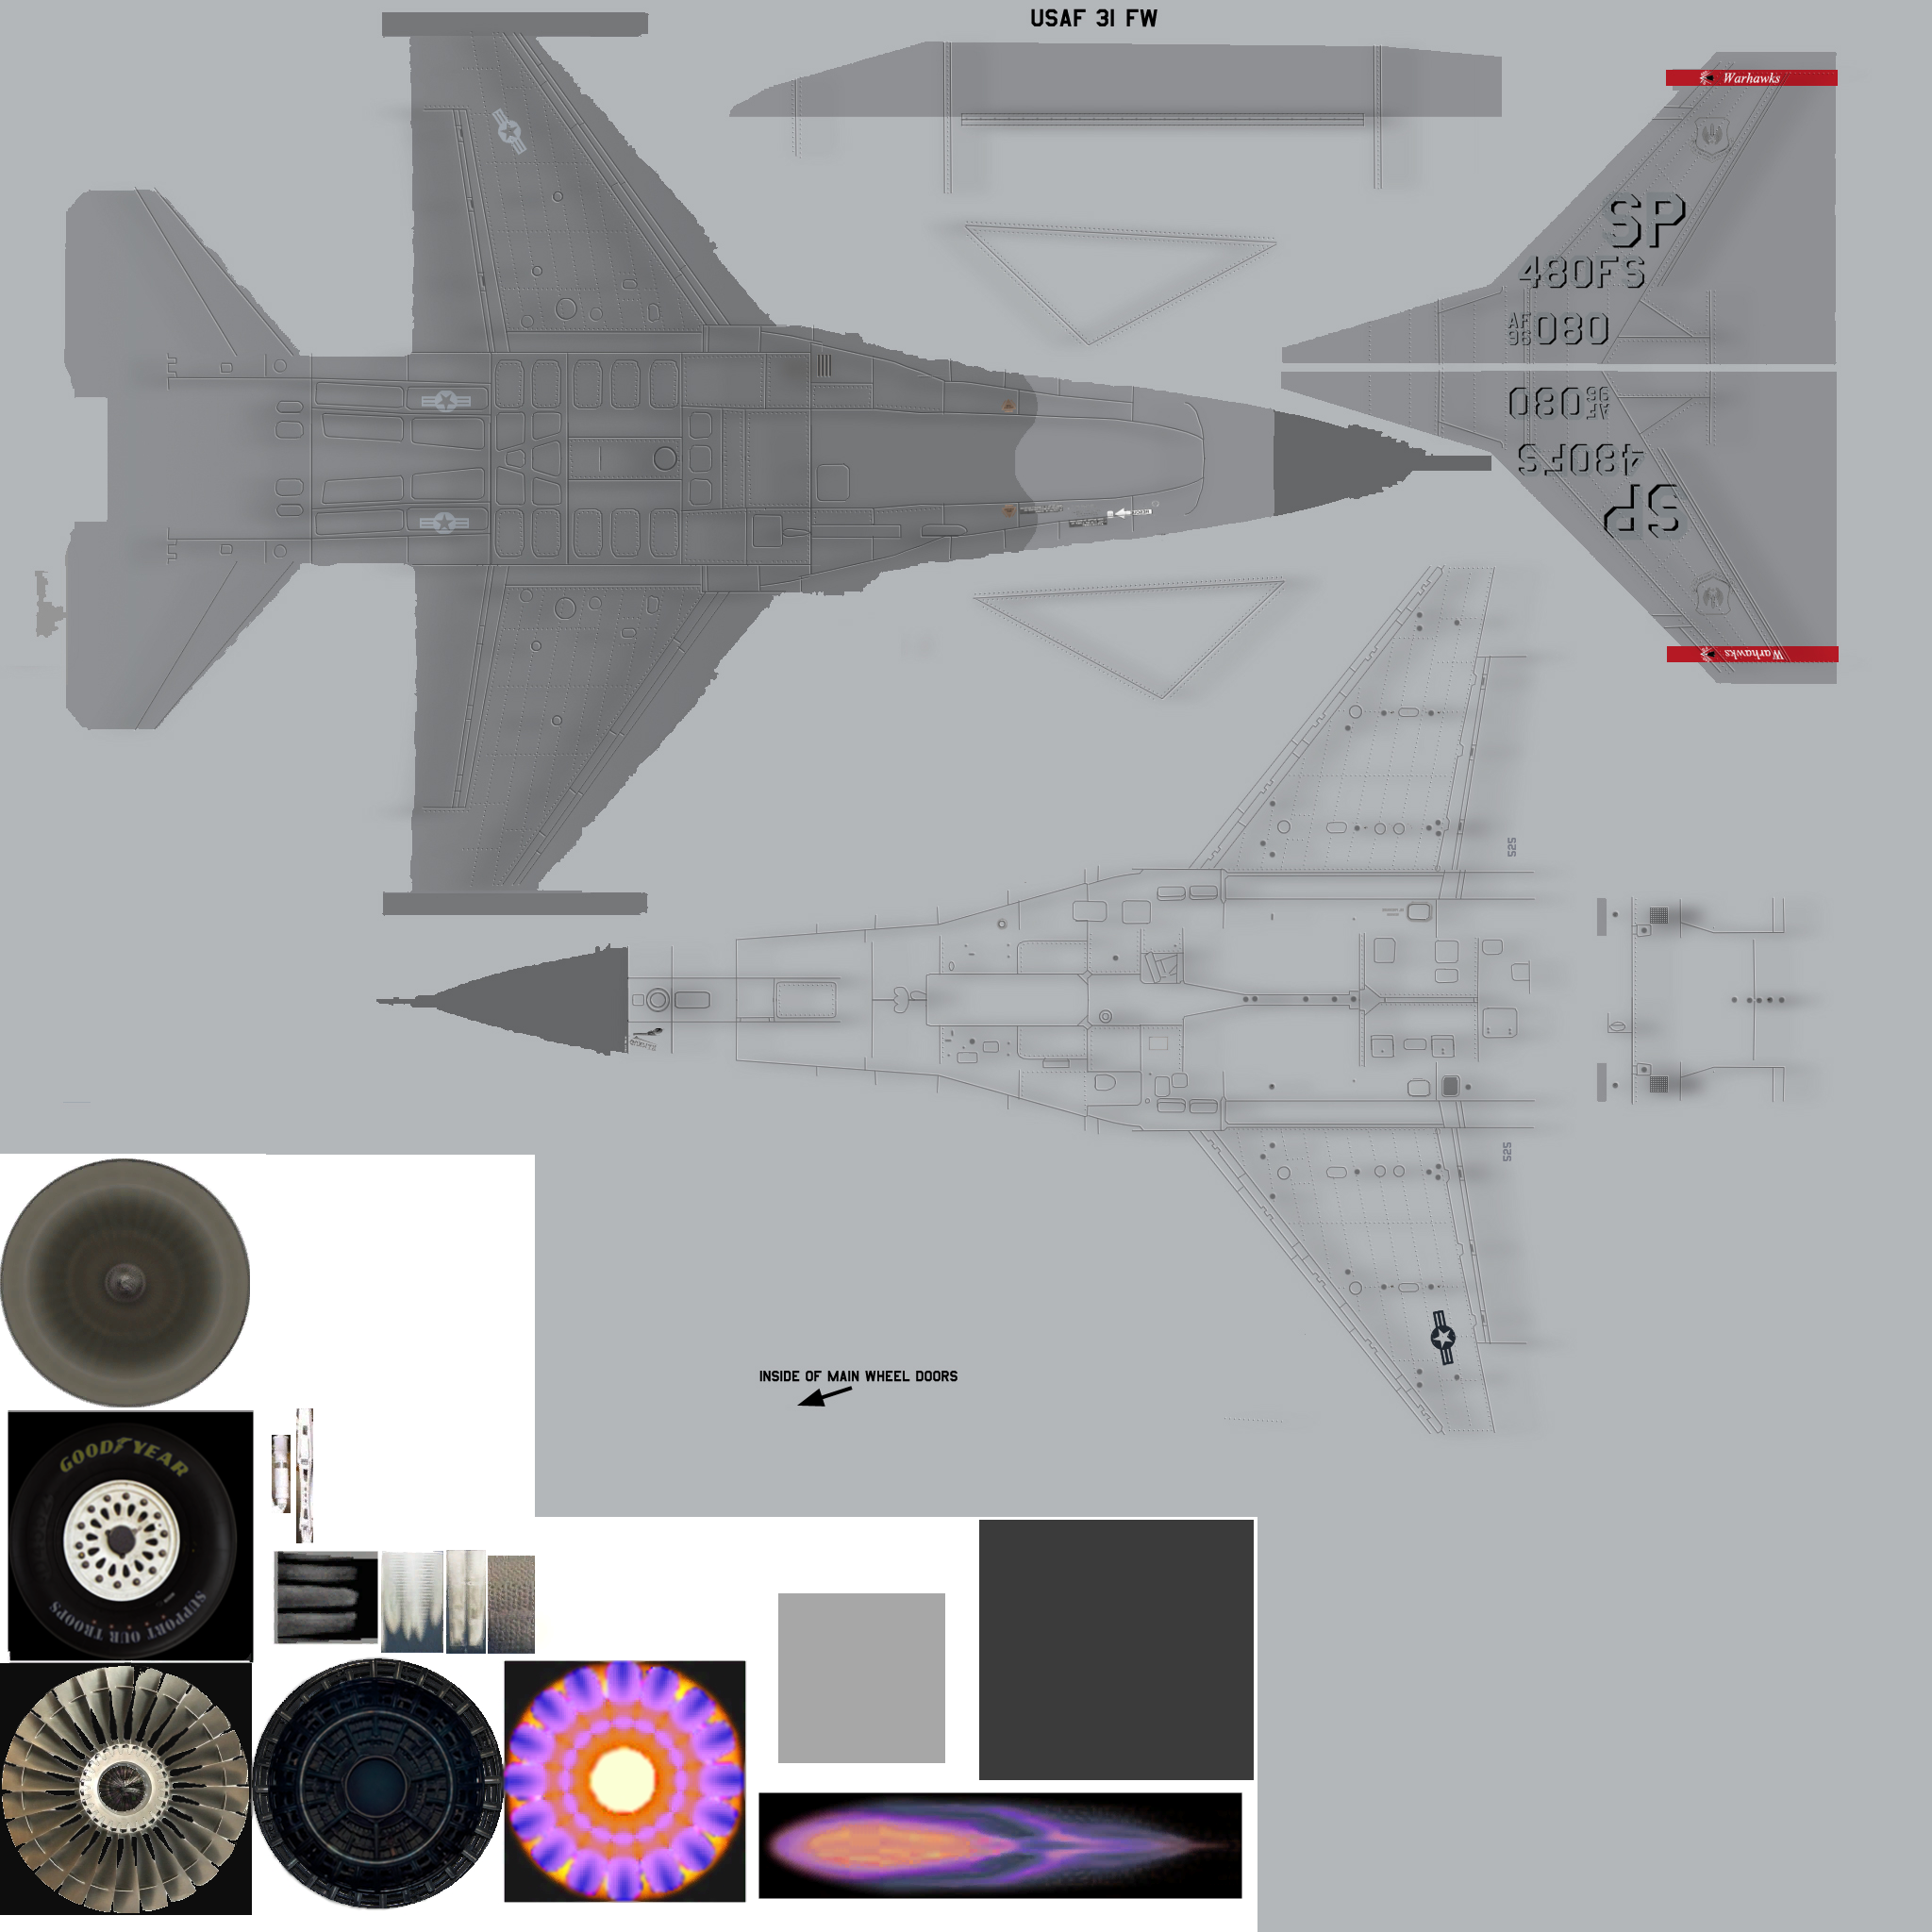 USAF 31 FW
Warhawks
SP
480FS
AF
96 080
080 AF
96
480FS
SP
Warhawks
525
525
INSIDE OF MAIN WHEEL DOORS
GOODYEAR
SUPPORT OUR TROOPS